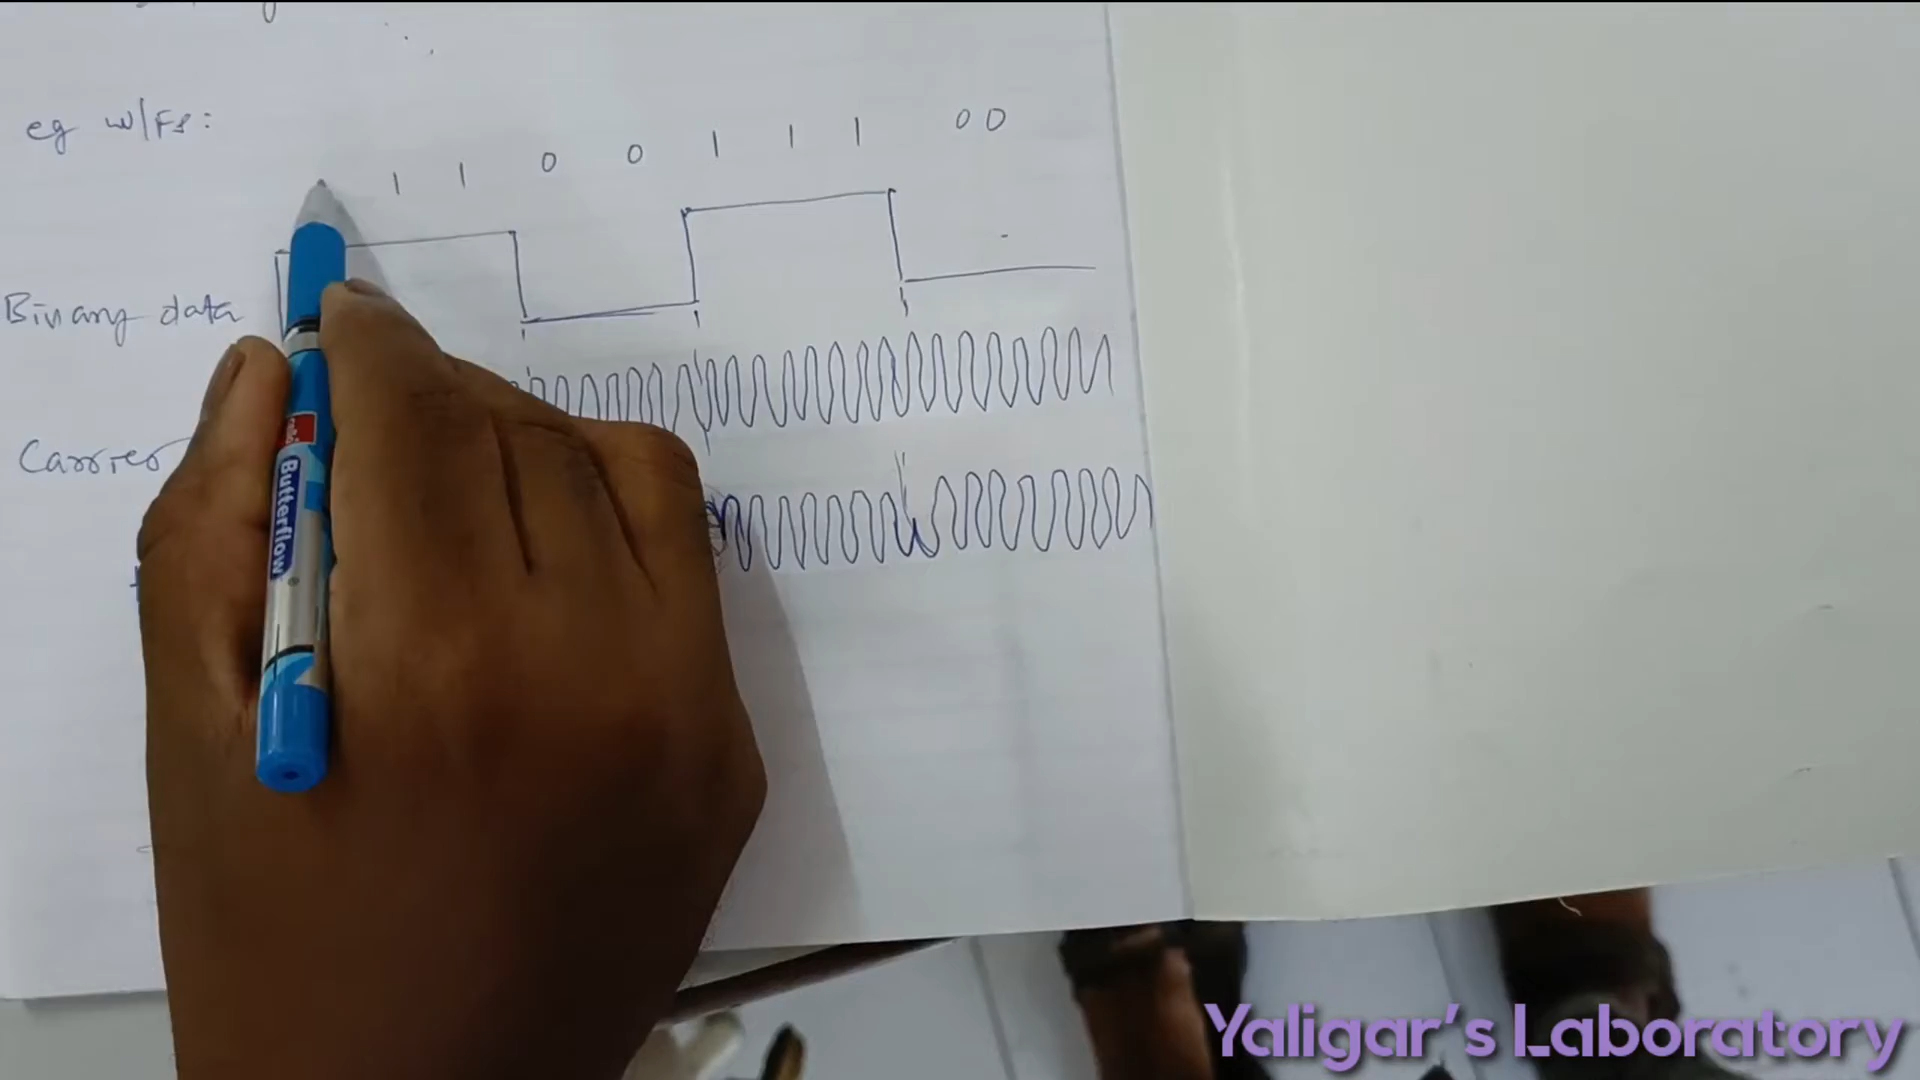 eg w/Fs:
1 1 0 0 1 1 1 0 0
Binary data
Carrier
Butterflow
Yaligar's Laboratory